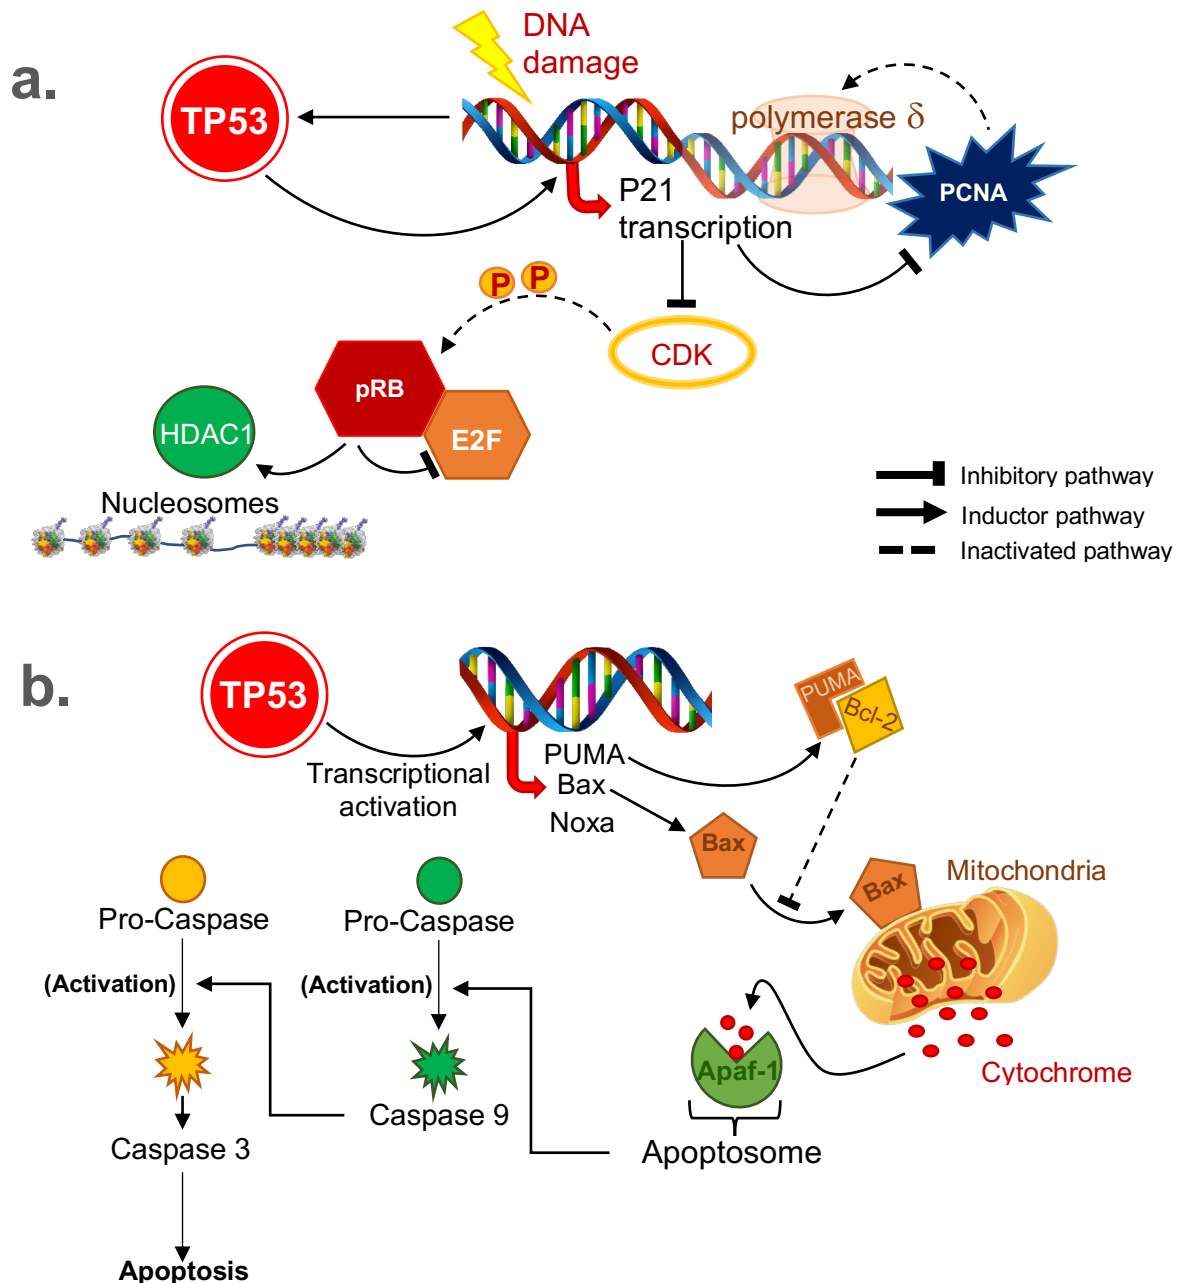 a.
DNA
damage
TP53
polymerase δ
PCNA
P21
transcription
P P
CDK
pRB
E2F
HDAC1
Nucleosomes
Inhibitory pathway
Inductor pathway
Inactivated pathway
b.
TP53
Transcriptional
activation
PUMA
Bax
Noxa
PUMA
Bcl-2
Bax
Bax
Mitochondria
Pro-Caspase
Pro-Caspase
(Activation)
(Activation)
Apaf-1
Cytochrome
Caspase 9
Caspase 3
Apoptosome
Apoptosis